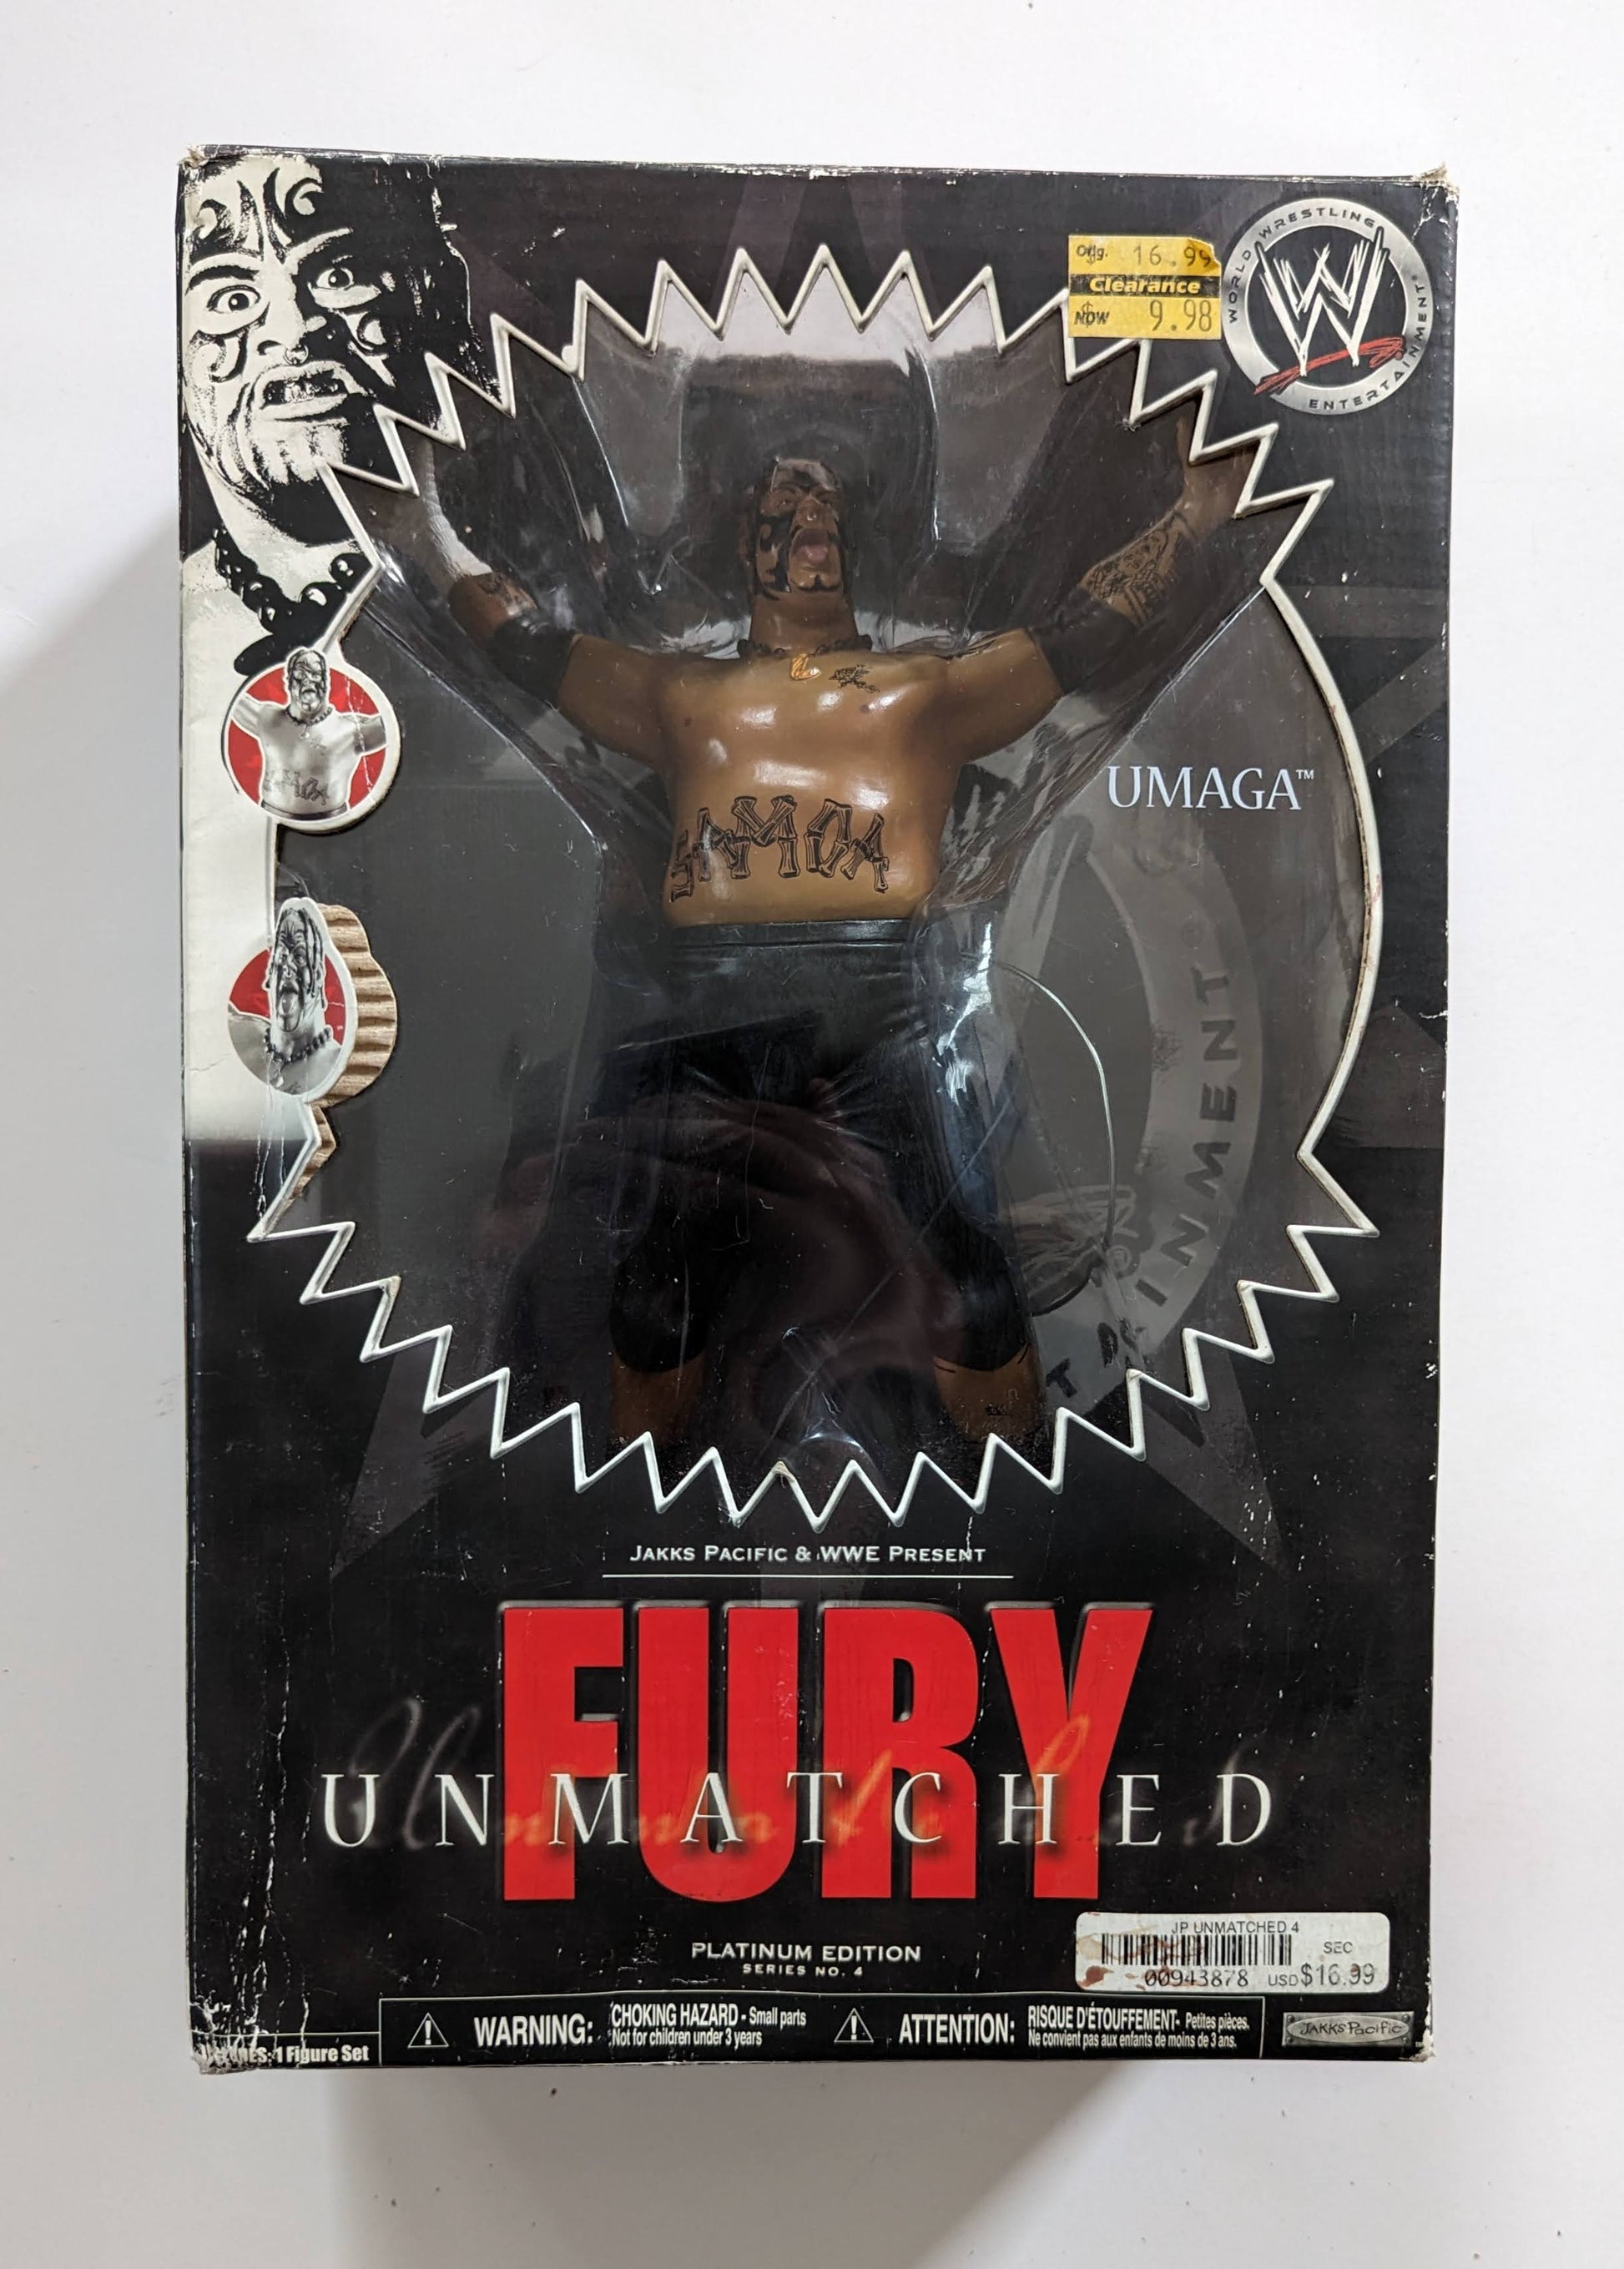 Orig. $ 16.99
Clearance
NOW $ 9.98
WORLD WRESTLING
W
ENTERTAINMENT
UMAGA™
SAMOA
JAKKS PACIFIC & WWE PRESENT
FURY
UNMATCHED
PLATINUM EDITION
SERIES NO. 4
JP UNMATCHED 4
SEC
00943878 USD $16.99
1 Figure Set
WARNING: CHOKING HAZARD - Small parts
Not for children under 3 years
ATTENTION: RISQUE D'ÉTOUFFEMENT- Petites pièces.
Ne convient pas aux enfants de moins de 3 ans.
JAKKS Pacific